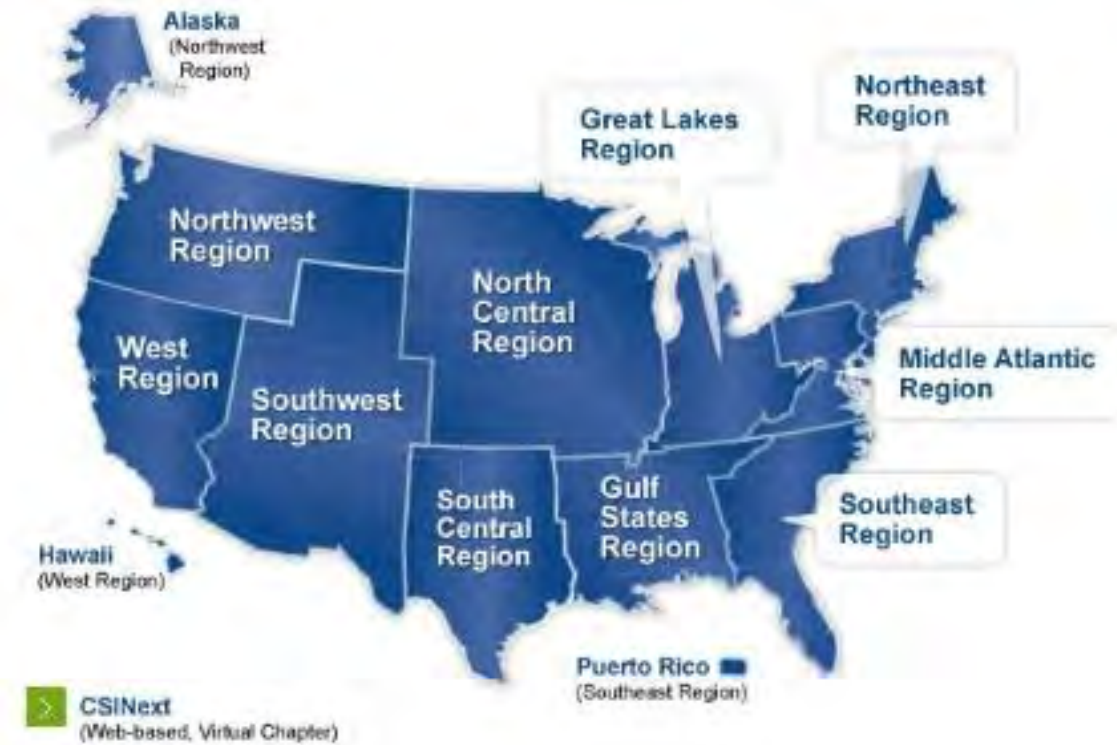 Alaska
(Northwest
Region)
Northeast
Region
Great Lakes
Region
Northwest
Region
North
Central
Region
West
Region
Middle Atlantic
Region
Southwest
Region
South
Central
Region
Gulf
States
Region
Southeast
Region
Hawaii
(West Region)
Puerto Rico
(Southeast Region)
CSINext
(Web-based, Virtual Chapter)